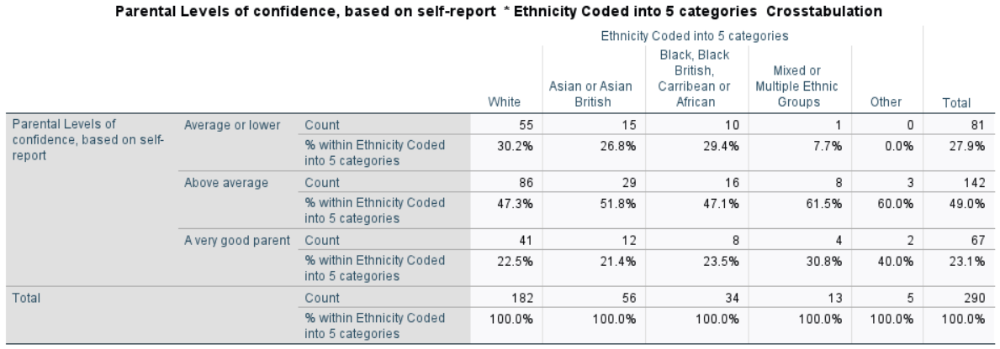 Parental Levels of confidence, based on self-report * Ethnicity Coded into 5 categories Crosstabulation
Ethnicity Coded into 5 categories
White
Asian or Asian
British
Black, Black
British,
Carribean or
African
Mixed or
Multiple Ethnic
Groups
Other
Total
Parental Levels of
confidence, based on self-
report
Average or lower
Count 55 15 10 1 0 81
% within Ethnicity Coded
into 5 categories
30.2% 26.8% 29.4% 7.7% 0.0% 27.9%
Above average
Count 86 29 16 8 3 142
% within Ethnicity Coded
into 5 categories
47.3% 51.8% 47.1% 61.5% 60.0% 49.0%
A very good parent
Count 41 12 8 4 2 67
% within Ethnicity Coded
into 5 categories
22.5% 21.4% 23.5% 30.8% 40.0% 23.1%
Total
Count 182 56 34 13 5 290
% within Ethnicity Coded
into 5 categories
100.0% 100.0% 100.0% 100.0% 100.0% 100.0%